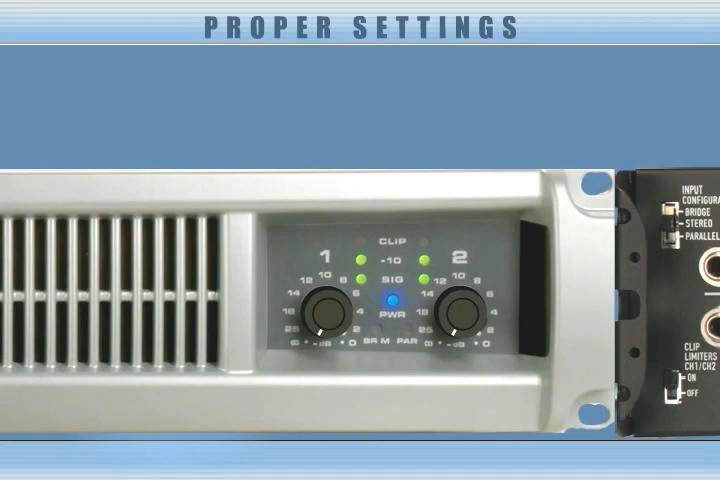 PROPER SETTINGS
CLIP
1 -10 2
SIG
12 10 8
14 6
18 4
25 2
∞ -dB 0
12 10 8
14 6
18 4
25 2
∞ -dB 0
PWR
BRM PAR
INPUT
CONFIGURA
BRIDGE
STEREO
PARALLEL
CLIP
LIMITERS
CH1/CH2
ON
OFF